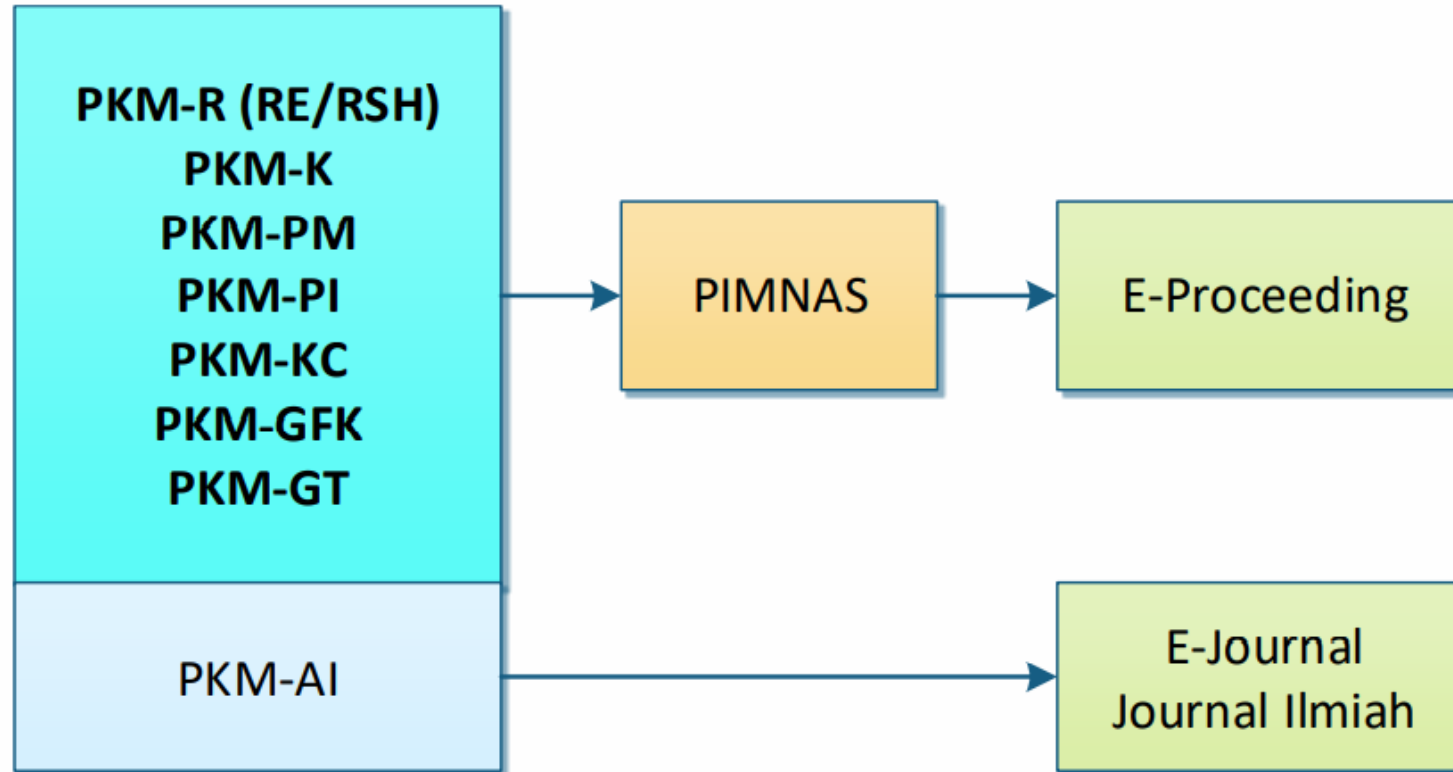 PKM-R (RE/RSH)
PKM-K
PKM-PM
PKM-PI
PKM-KC
PKM-GFK
PKM-GT
PIMNAS
E-Proceeding
PKM-AI
E-Journal
Journal Ilmiah